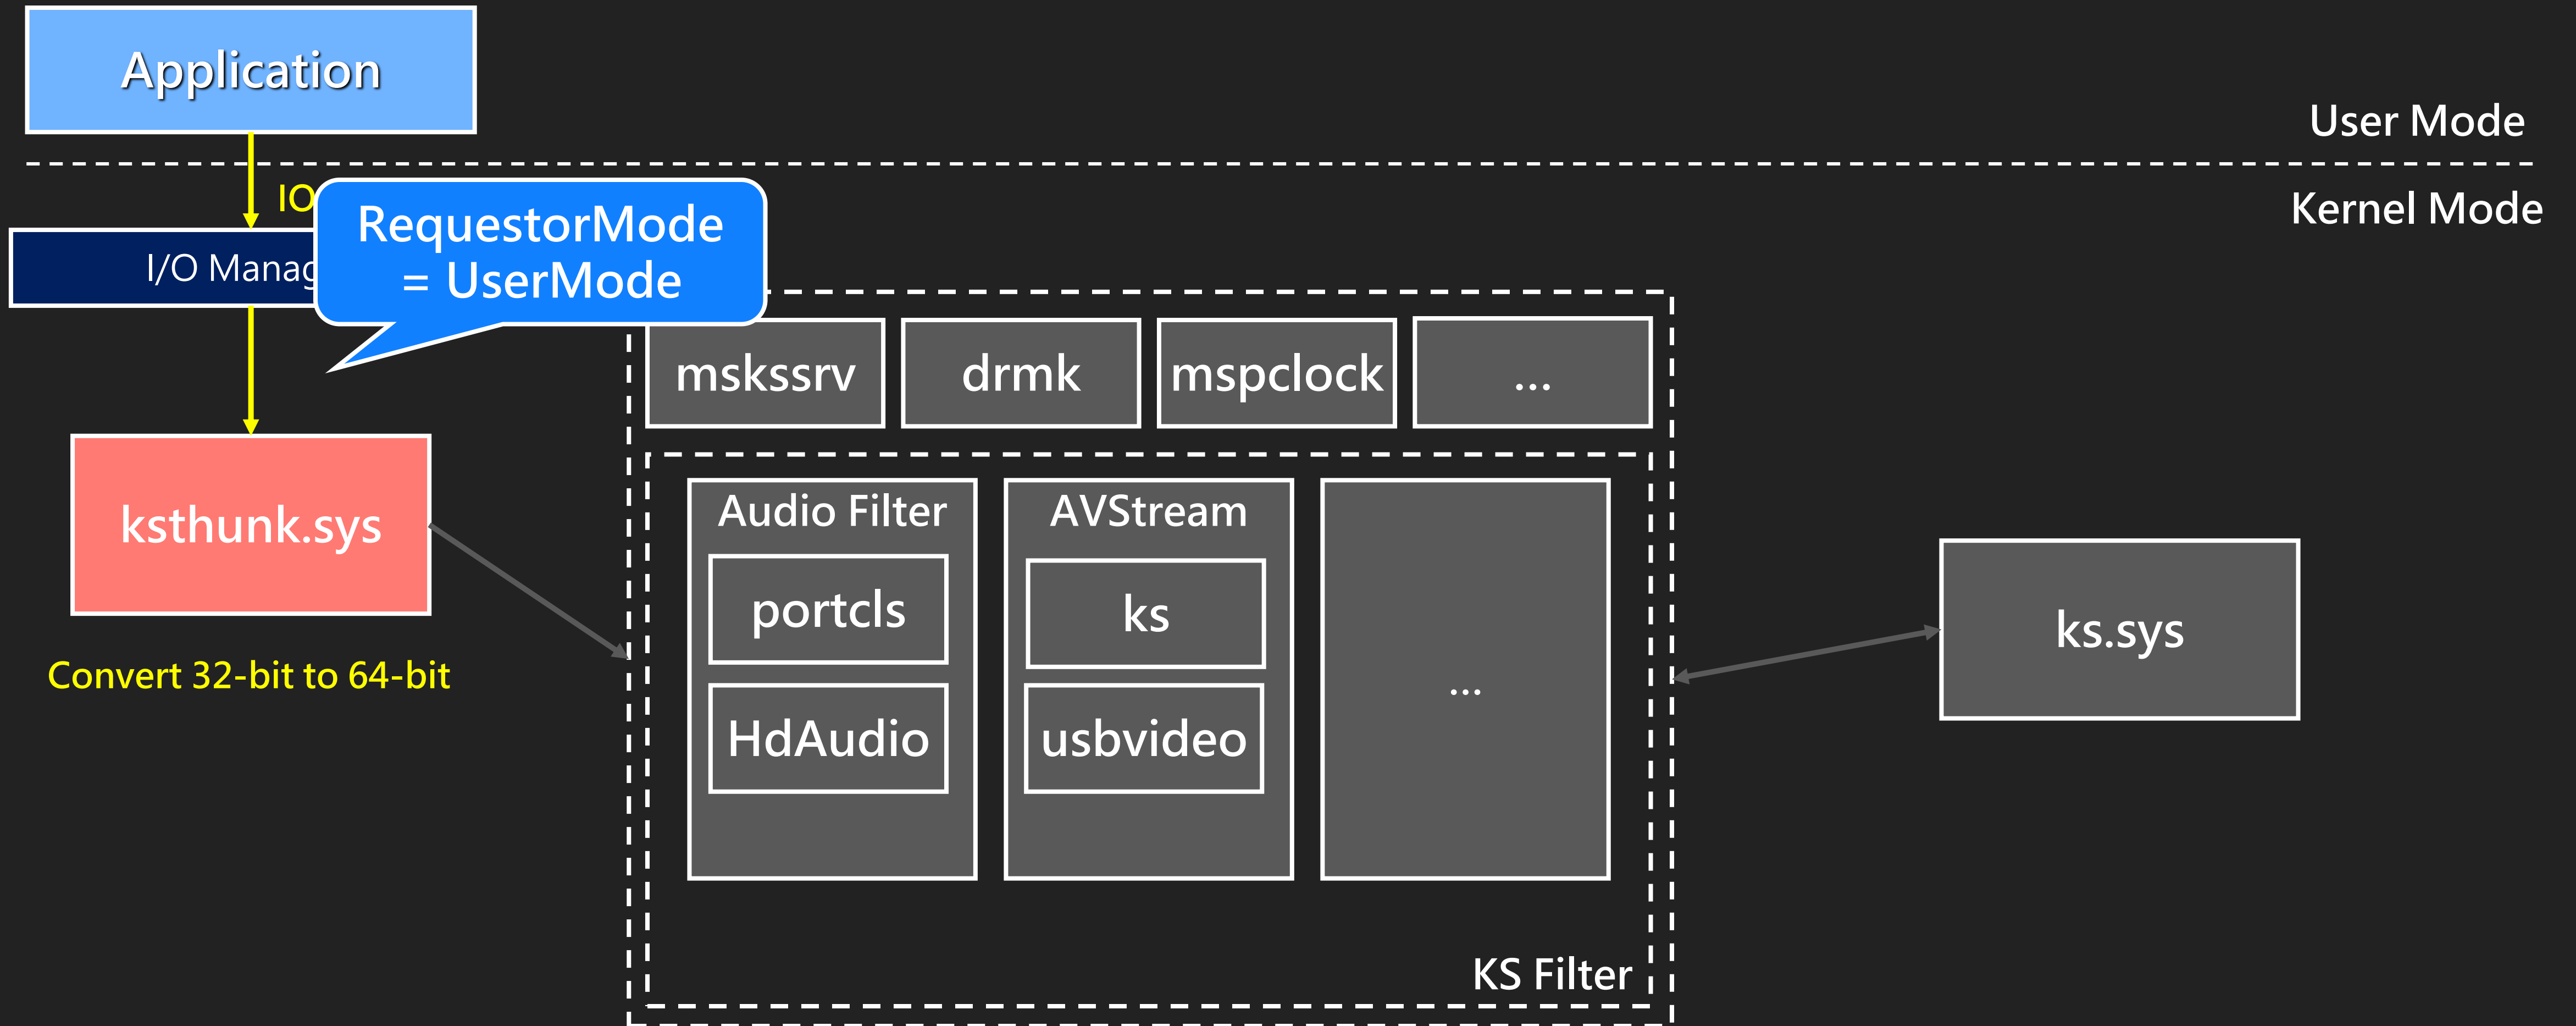 Application
User Mode
IO
Kernel Mode
RequestorMode
= UserMode
I/O Manag
mskssrv
drmk
mspclock
...
ksthunk.sys
Convert 32-bit to 64-bit
Audio Filter
portcls
HdAudio
AVStream
ks
usbvideo
...
KS Filter
ks.sys